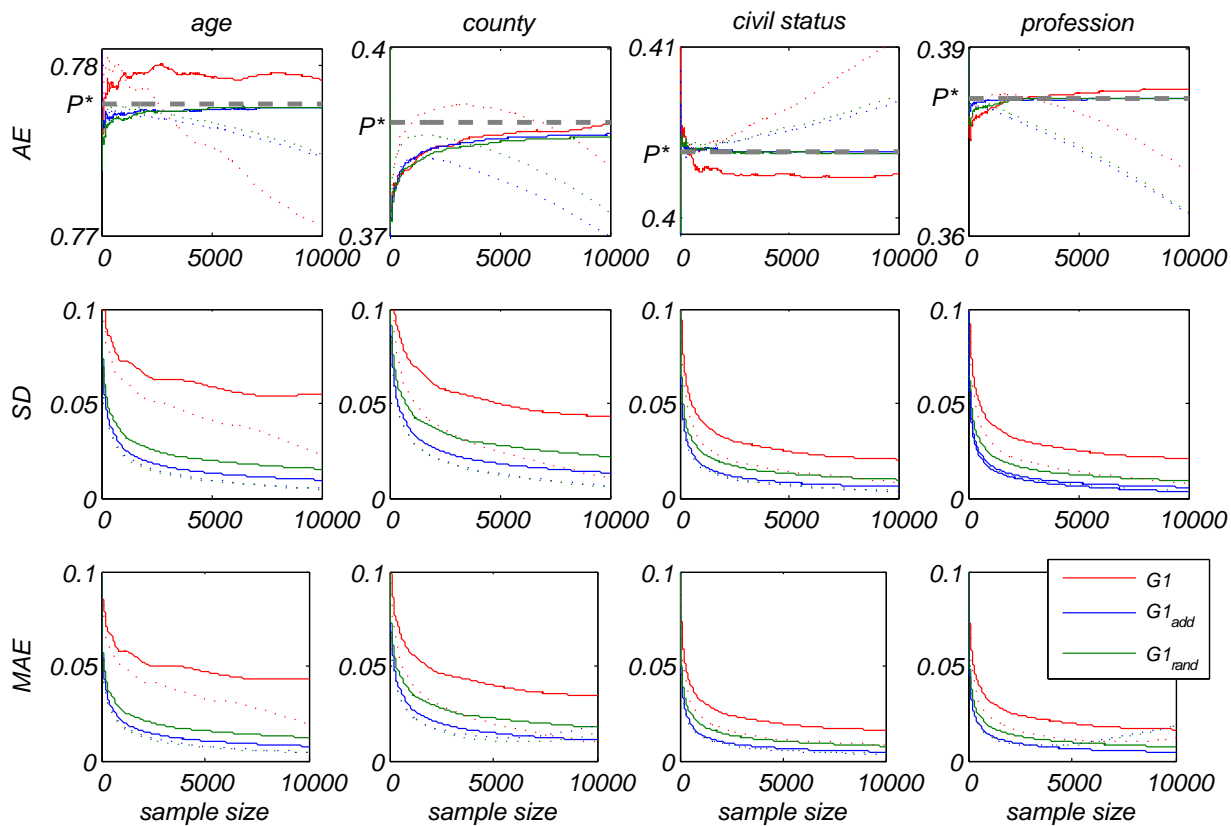 age county civil status profession
0.78 0.4 0.41 0.39
P* P* P* P*
AE
0.77 0.37 0.4 0.36
0 5000 10000 0 5000 10000 0 5000 10000 0 5000 10000
0.1 0.1 0.1 0.1
SD
0.05 0.05 0.05 0.05
0 0 0 0
0 5000 10000 0 5000 10000 0 5000 10000 0 5000 10000
0.1 0.1 0.1 0.1
G1
G1add
MAE
0.05 0.05 0.05 0.05
G1rand
0 0 0 0
0 5000 10000 0 5000 10000 0 5000 10000 0 5000 10000
sample size sample size sample size sample size